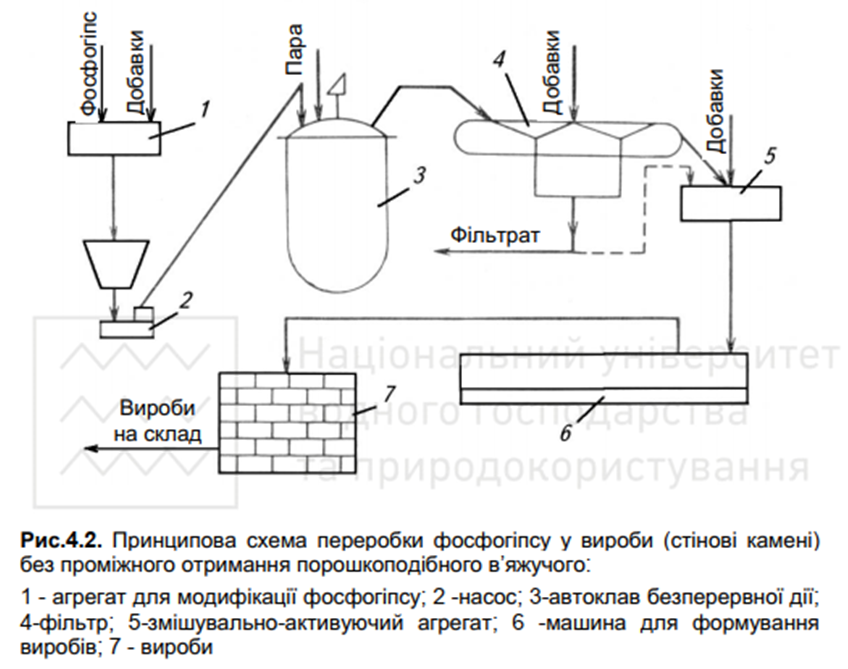 Фосфогіпс
Добавки
1
2
Пара
3
4
Добавки
Добавки
5
Фільтрат
6
7
Вироби
на склад
Національний університет
водного господарства
та природокористування
Рис.4.2. Принципова схема переробки фосфогіпсу у вироби (стінові камені)
без проміжного отримання порошкоподібного в’яжучого:
1 - агрегат для модифікації фосфогіпсу; 2 -насос; 3-автоклав безперервної дії;
4-фільтр; 5-змішувально-активуючий агрегат; 6 -машина для формування
виробів; 7 - вироби